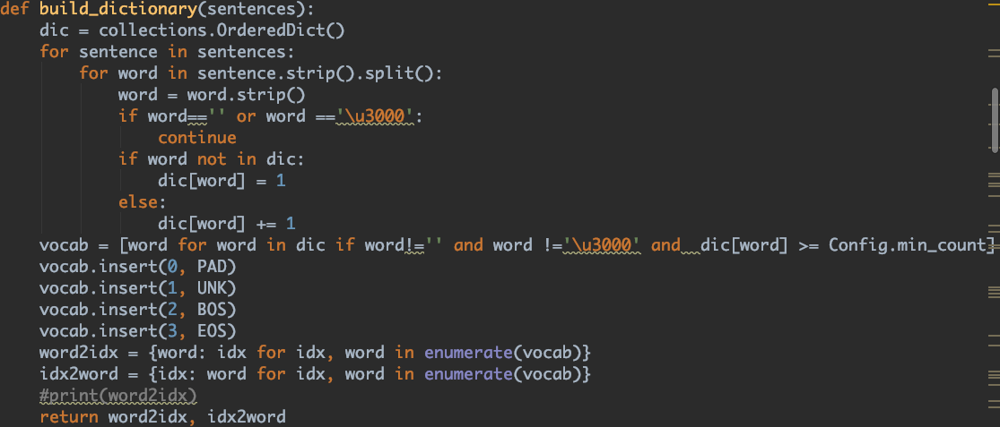 def build_dictionary(sentences):
    dic = collections.OrderedDict()
    for sentence in sentences:
        for word in sentence.strip().split():
            word = word.strip()
            if word=='' or word =='\u3000':
                continue
            if word not in dic:
                dic[word] = 1
            else:
                dic[word] += 1
    vocab = [word for word in dic if word!='' and word !='\u3000' and  dic[word] >= Config.min_count]
    vocab.insert(0, PAD)
    vocab.insert(1, UNK)
    vocab.insert(2, BOS)
    vocab.insert(3, EOS)
    word2idx = {word: idx for idx, word in enumerate(vocab)}
    idx2word = {idx: word for idx, word in enumerate(vocab)}
    #print(word2idx)
    return word2idx, idx2word